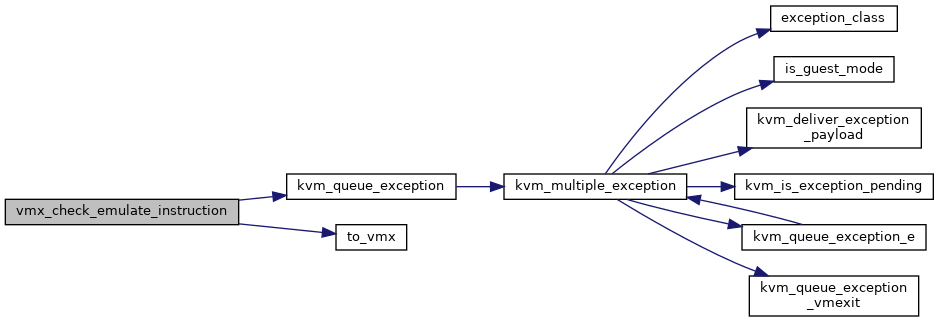 vmx_check_emulate_instruction
kvm_queue_exception
to_vmx
kvm_multiple_exception
exception_class
is_guest_mode
kvm_deliver_exception
_payload
kvm_is_exception_pending
kvm_queue_exception_e
kvm_queue_exception
_vmexit